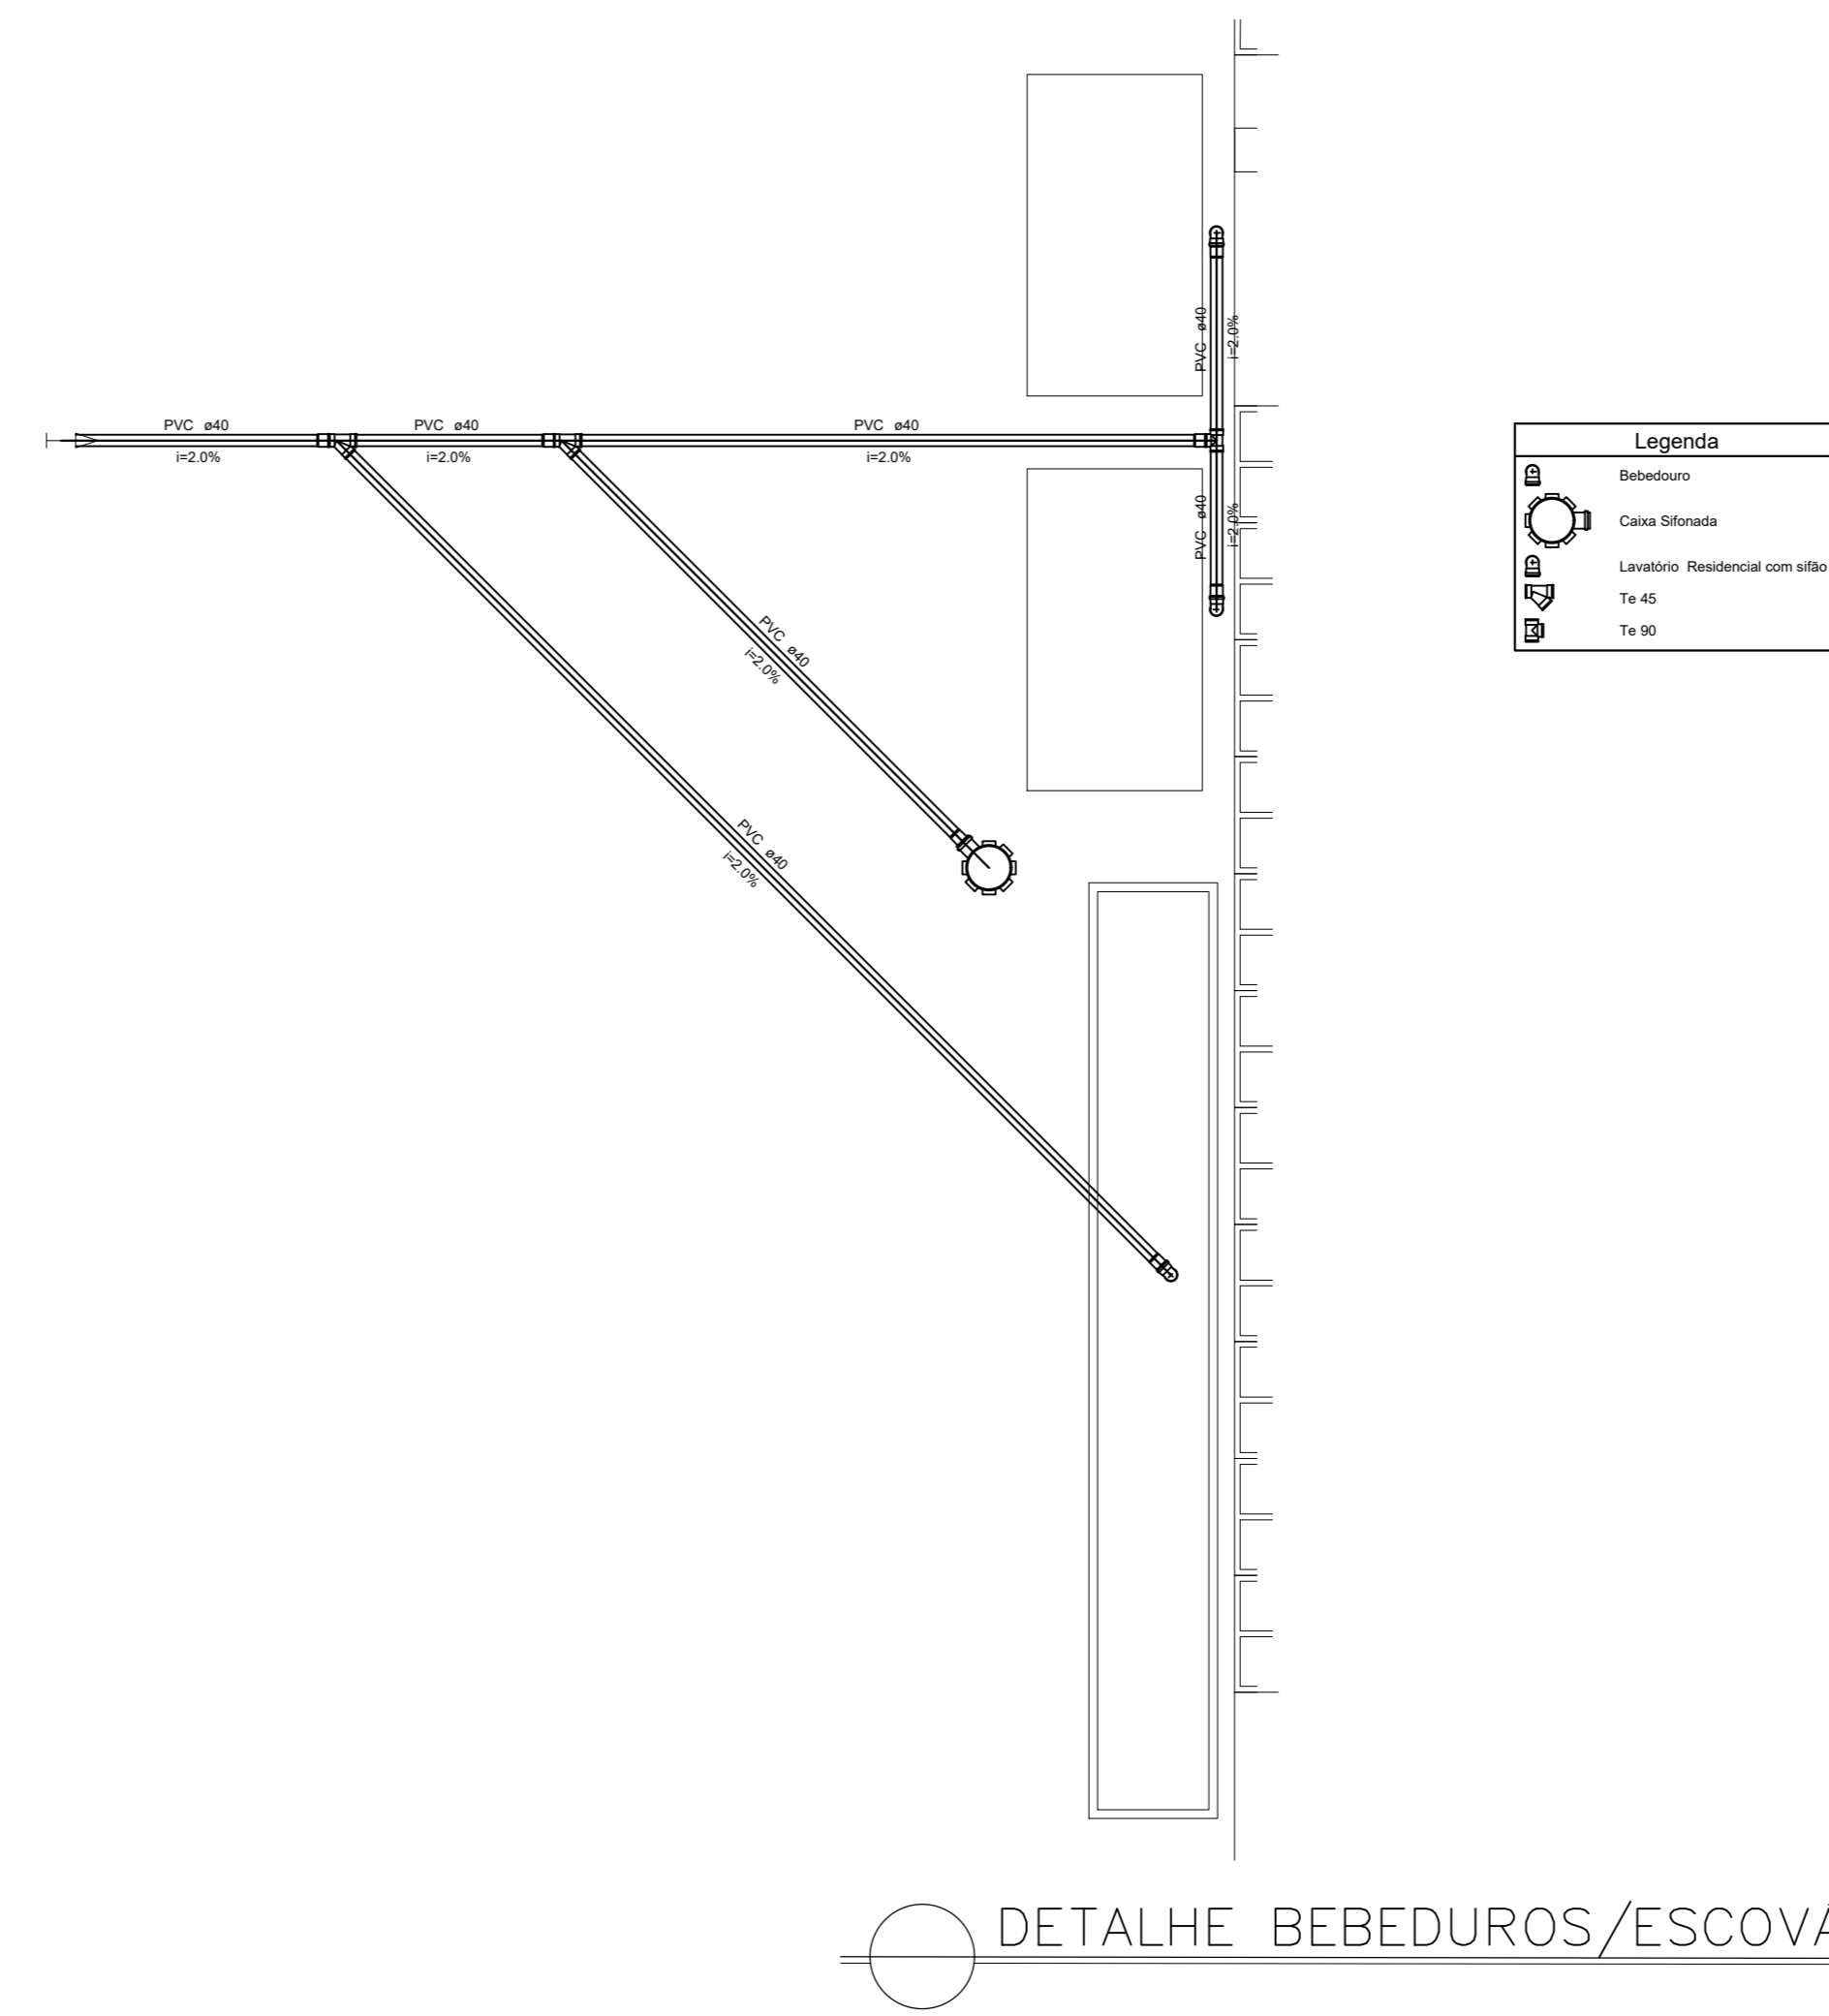 PVC ø40
i=2.0%
PVC ø40
i=2.0%
PVC ø40
i=2.0%
PVC ø40
i=2.0%
PVC ø40
i=2.0%
PVC ø40
i=2.0%
PVC ø40
i=2.0%
Legenda
Bebedouro
Caixa Sifonada
Lavatório Residencial com sifão
Te 45
Te 90
DETALHE BEBEDUROS/ESCOVÁ